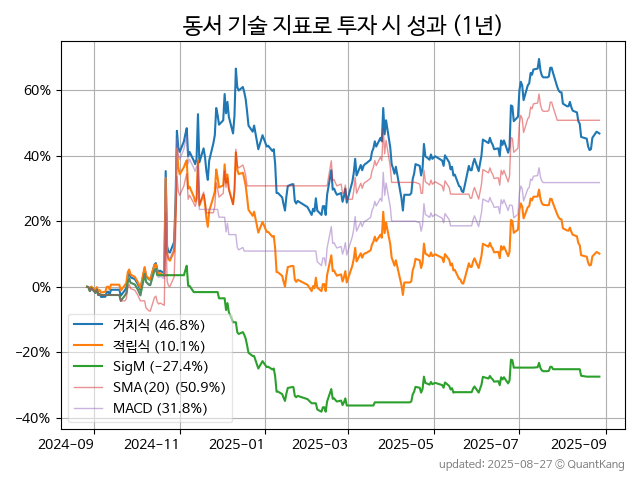 동서 기술 지표로 투자 시 성과 (1년)
60%
40%
20%
0%
−20%
−40%
거치식 (46.8%)
적립식 (10.1%)
SigM (−27.4%)
SMA(20) (50.9%)
MACD (31.8%)
2024-09
2024-11
2025-01
2025-03
2025-05
2025-07
2025-09
updated: 2025-08-27 © QuantKang